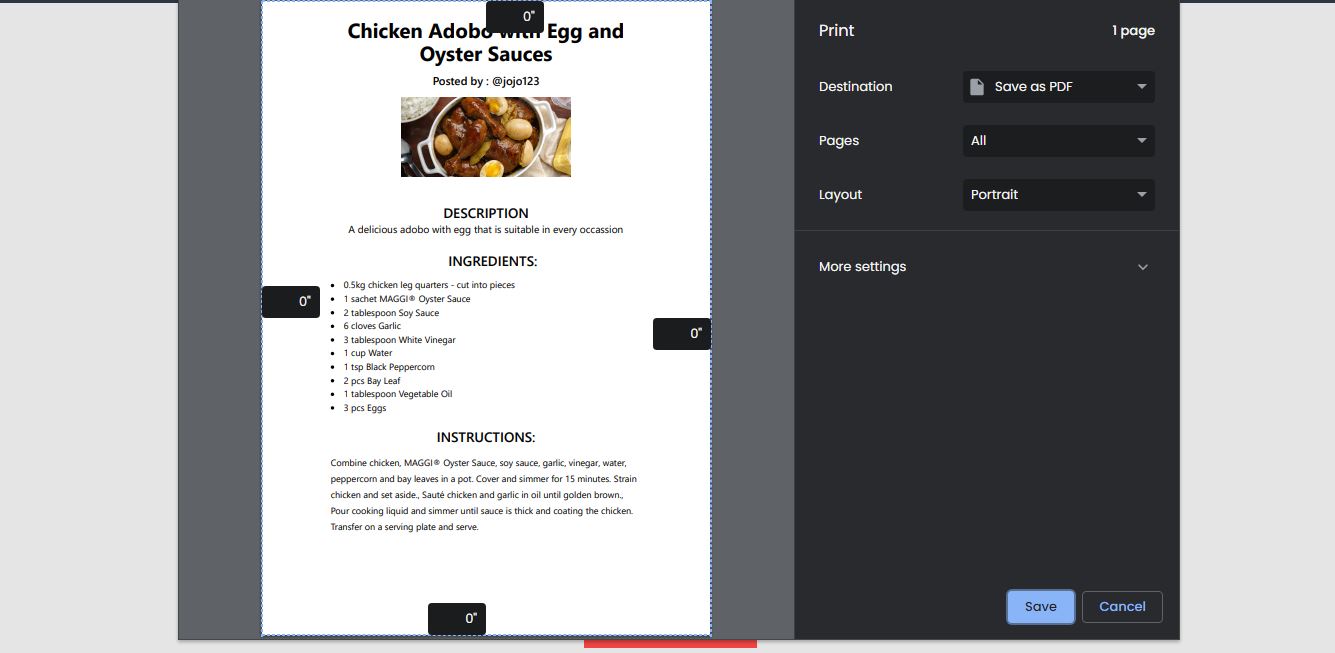 0"
Chicken Adobo with Egg and
Oyster Sauces
Posted by : @jojo123
DESCRIPTION
A delicious adobo with egg that is suitable in every occassion
INGREDIENTS:
0"
0"
• 0.5kg chicken leg quarters - cut into pieces
• 1 sachet MAGGI® Oyster Sauce
• 2 tablespoon Soy Sauce
• 6 cloves Garlic
• 3 tablespoon White Vinegar
• 1 cup Water
• 1 tsp Black Peppercorn
• 2 pcs Bay Leaf
• 1 tablespoon Vegetable Oil
• 3 pcs Eggs
INSTRUCTIONS:
Combine chicken, MAGGI® Oyster Sauce, soy sauce, garlic, vinegar, water,
peppercorn and bay leaves in a pot. Cover and simmer for 15 minutes. Strain
chicken and set aside., Sauté chicken and garlic in oil until golden brown.,
Pour cooking liquid and simmer until sauce is thick and coating the chicken.
Transfer on a serving plate and serve.
0"
Print 1 page
Destination Save as PDF
Pages All
Layout Portrait
More settings
Save Cancel